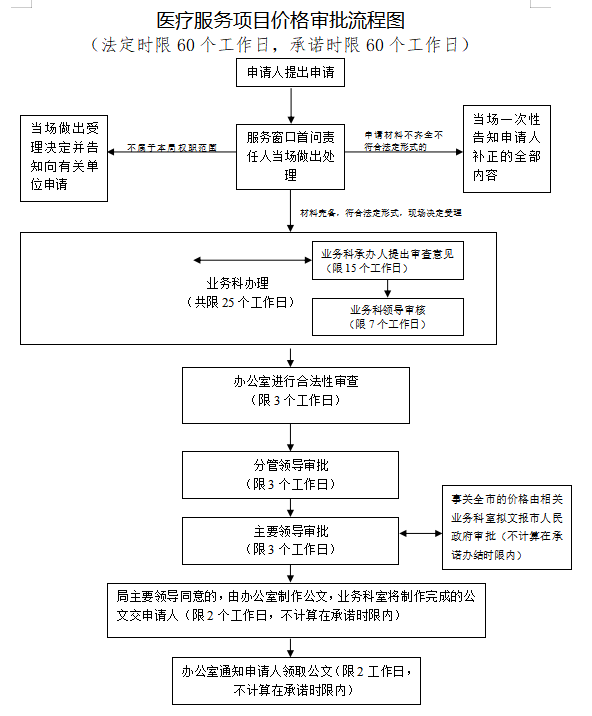 医疗服务项目价格审批流程图
（法定时限 60 个工作日，承诺时限 60 个工作日）
申请人提出申请
当场做出受
理决定并告
知向有关单
位申请
不属于本局权限范围
服务窗口首问责
任人当场做出处
理
申请材料不齐全不
符合法定形式的
当场一次性
告知申请人
补正的全部
内容
材料完备，符合法定形式，现场决定受理
业务科办理
（共限 25 个工作日）
业务科承办人提出审查意见
（限 15 个工作日）
业务科领导审核
（限 7 个工作日）
办公室进行合法性审查
（限 3 个工作日）
分管领导审批
（限 3 个工作日）
主要领导审批
（限 3 个工作日）
事关全市的价格由相关
业务科室拟文报市人民
政府审批（不计算在承
诺办结时限内）
局主要领导同意的，由办公室制作公文，业务科室将制作完成的公
文交申请人（限 2 个工作日，不计算在承诺时限内）
办公室通知申请人领取公文（限 2 工作日，
不计算在承诺时限内）